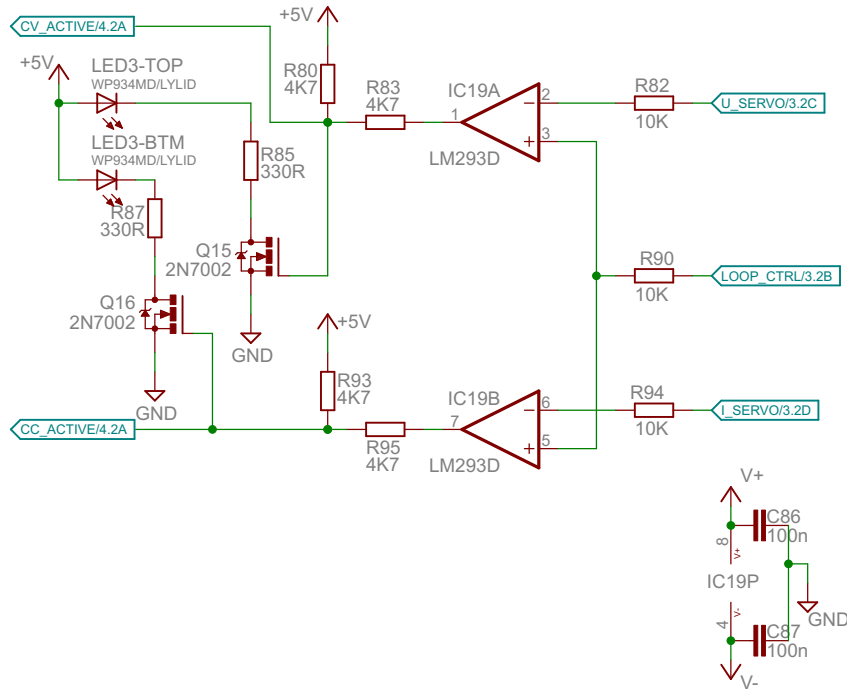 CV_ACTIVE/4.2A
+5V
+5V
LED3-TOP
WP934MD/LYLID
R80
4K7
R83
4K7
IC19A
1
2
3
LM293D
R82
10K
U_SERVO/3.2C
LED3-BTM
WP934MD/LYLID
R85
330R
R87
330R
Q15
2N7002
R90
10K
LOOP_CTRL/3.2B
Q16
2N7002
GND
+5V
GND
R93
4K7
IC19B
7
6
5
LM293D
R94
10K
I_SERVO/3.2D
CC_ACTIVE/4.2A
R95
4K7
V+
C86
100n
8
V+
IC19P
GND
V-
4
C87
100n
V-